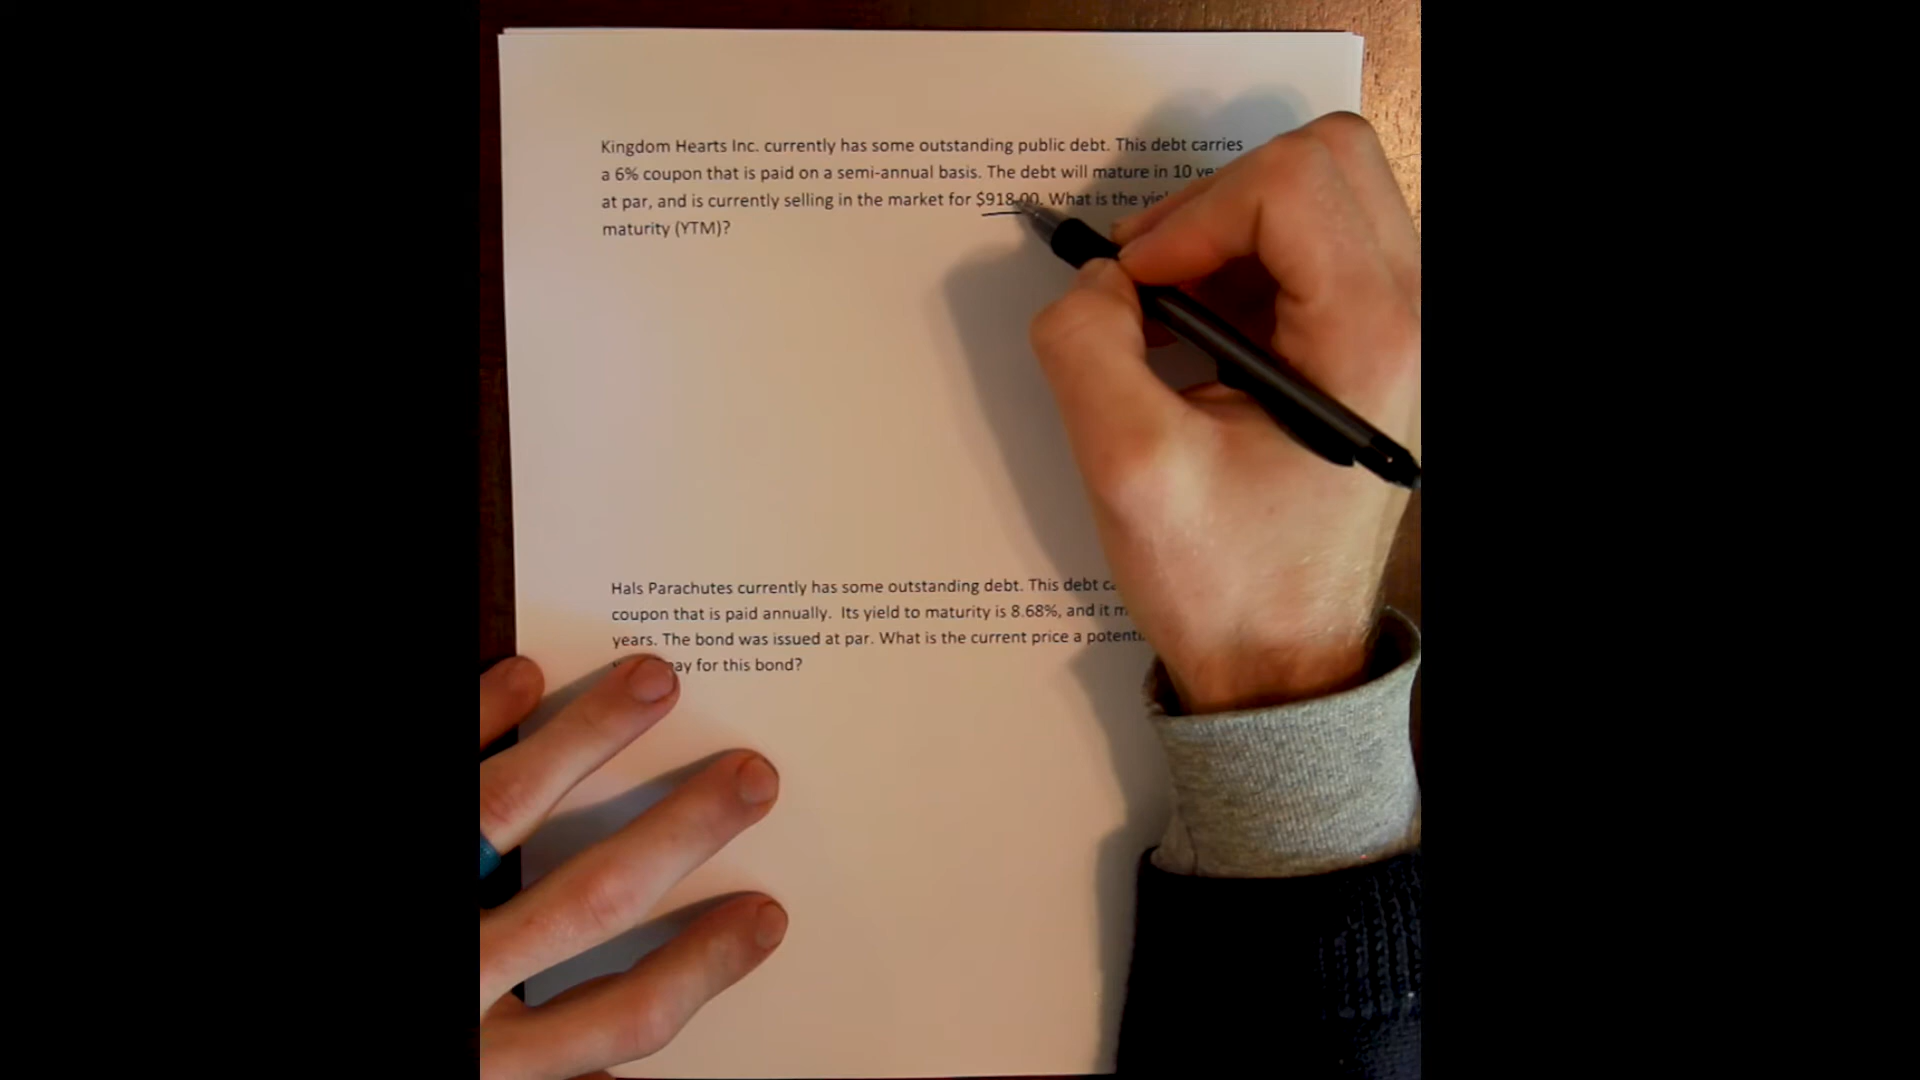 Kingdom Hearts Inc. currently has some outstanding public debt. This debt carries
a 6% coupon that is paid on a semi-annual basis. The debt will mature in 10
at par, and is currently selling in the market for $918.00. What is the
maturity (YTM)?
Hals Parachutes currently has some outstanding debt. This debt
coupon that is paid annually. Its yield to maturity is 8.68%, and it
years. The bond was issued at par. What is the current price a
for this bond?